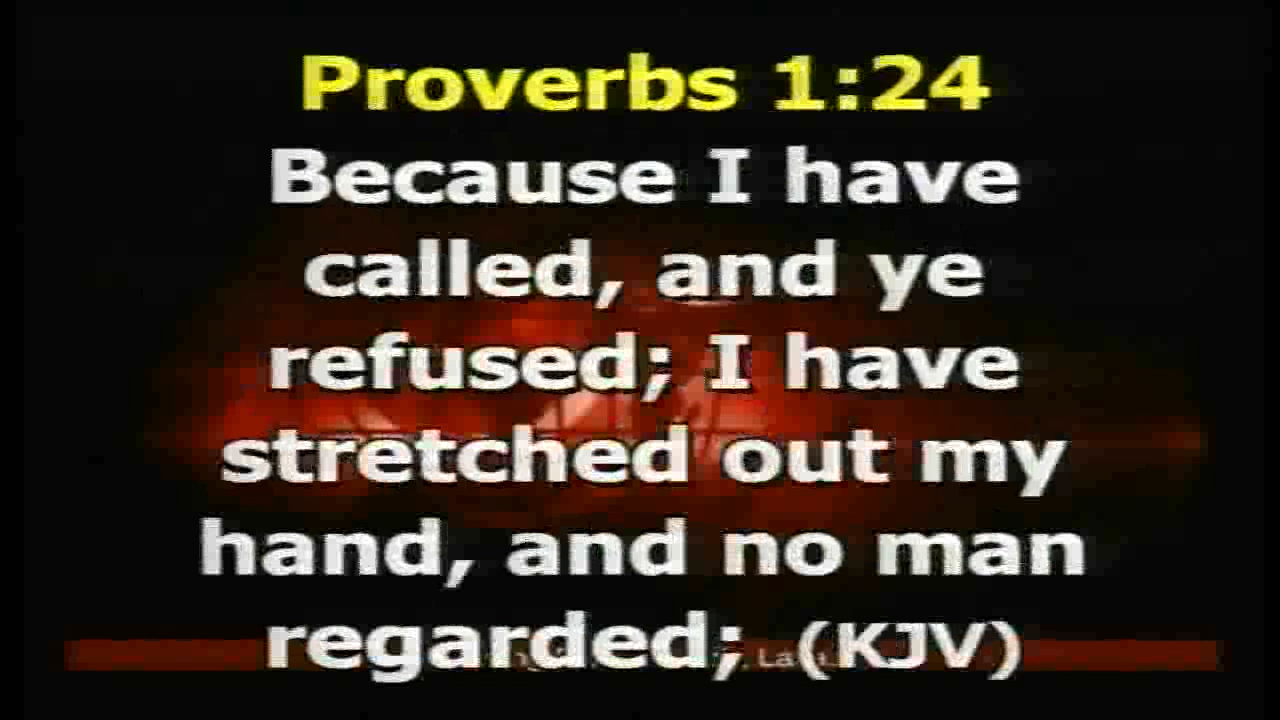 Proverbs 1:24
Because I have
called, and ye
refused; I have
stretched out my
hand, and no man
regarded; (KJV)